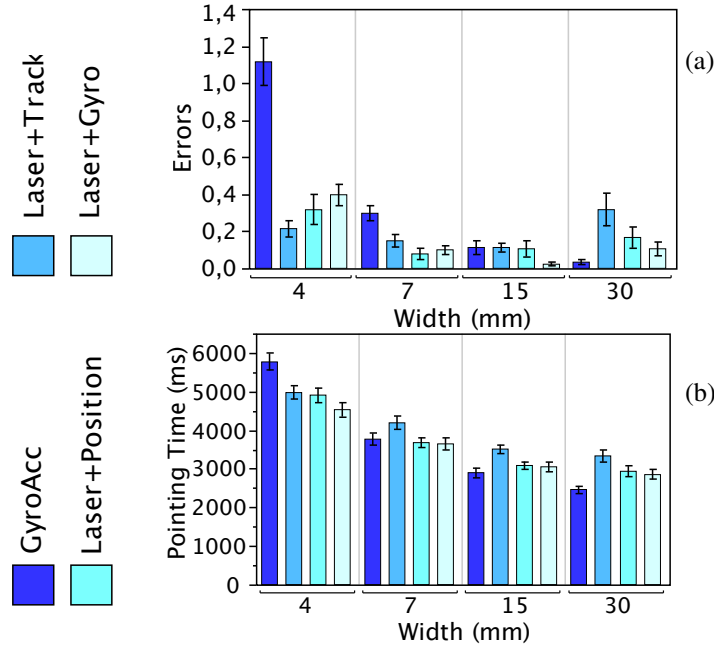 Laser+Track
Laser+Gyro
GyroAcc
Laser+Position
(a)
Errors
1,4
1,2
1,0
0,8
0,6
0,4
0,2
0,0
4 7 15 30
Width (mm)
(b)
Pointing Time (ms)
6000
5000
4000
3000
2000
1000
0
4 7 15 30
Width (mm)